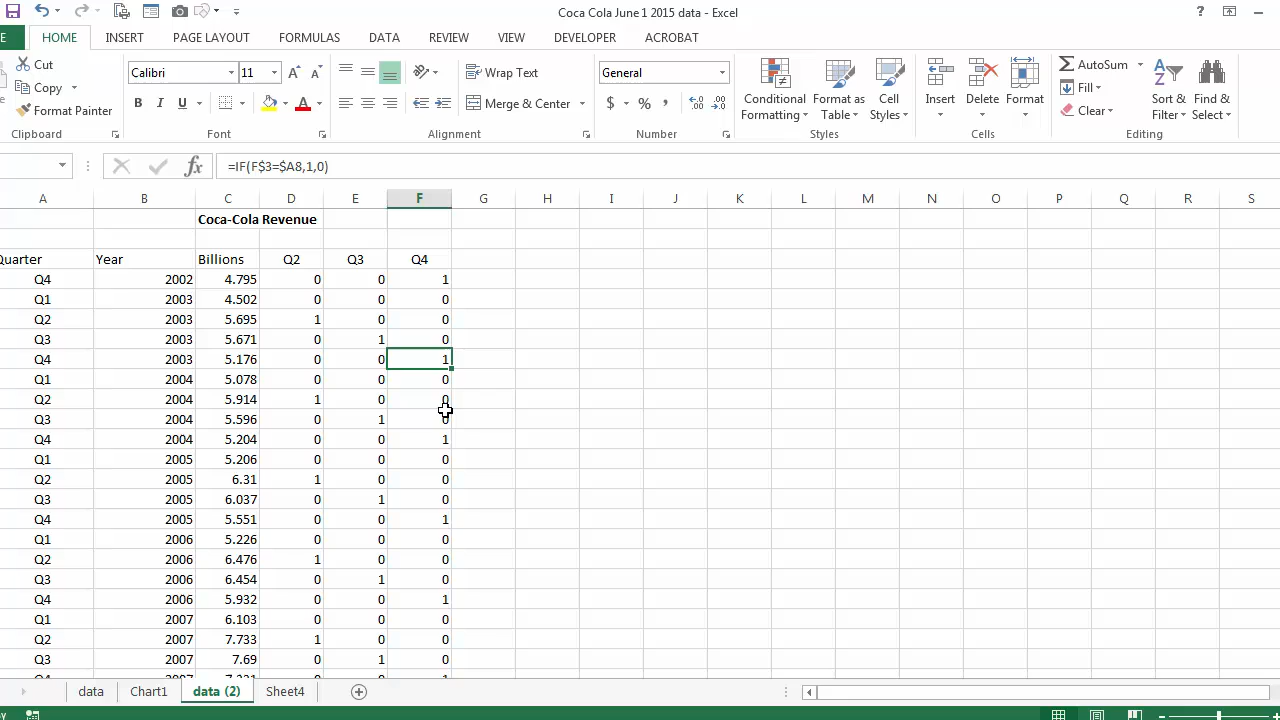 Coca Cola June 1 2015 data - Excel
?
E HOME INSERT PAGE LAYOUT FORMULAS DATA REVIEW VIEW DEVELOPER ACROBAT
Cut
Copy
Format Painter
Clipboard
Calibri 11
B I U A
Font
Wrap Text
Merge & Center
Alignment
General
$ % ,
Number
Conditional Formatting
Format as Table
Cell Styles
Styles
Insert Delete Format
Cells
AutoSum
Fill
Clear
Sort & Filter
Find & Select
Editing
fx =IF(F$3=$A8,1,0)
A B C D E F G H I J K L M N O P Q R S
Coca-Cola Revenue
Quarter Year Billions Q2 Q3 Q4
Q4 2002 4.795 0 0 1
Q1 2003 4.502 0 0 0
Q2 2003 5.695 1 0 0
Q3 2003 5.671 0 1 0
Q4 2003 5.176 0 0 1
Q1 2004 5.078 0 0 0
Q2 2004 5.914 1 0 0
Q3 2004 5.596 0 1 0
Q4 2004 5.204 0 0 1
Q1 2005 5.206 0 0 0
Q2 2005 6.31 1 0 0
Q3 2005 6.037 0 1 0
Q4 2005 5.551 0 0 1
Q1 2006 5.226 0 0 0
Q2 2006 6.476 1 0 0
Q3 2006 6.454 0 1 0
Q4 2006 5.932 0 0 1
Q1 2007 6.103 0 0 0
Q2 2007 7.733 1 0 0
Q3 2007 7.69 0 1 0
data Chart1 data (2) Sheet4